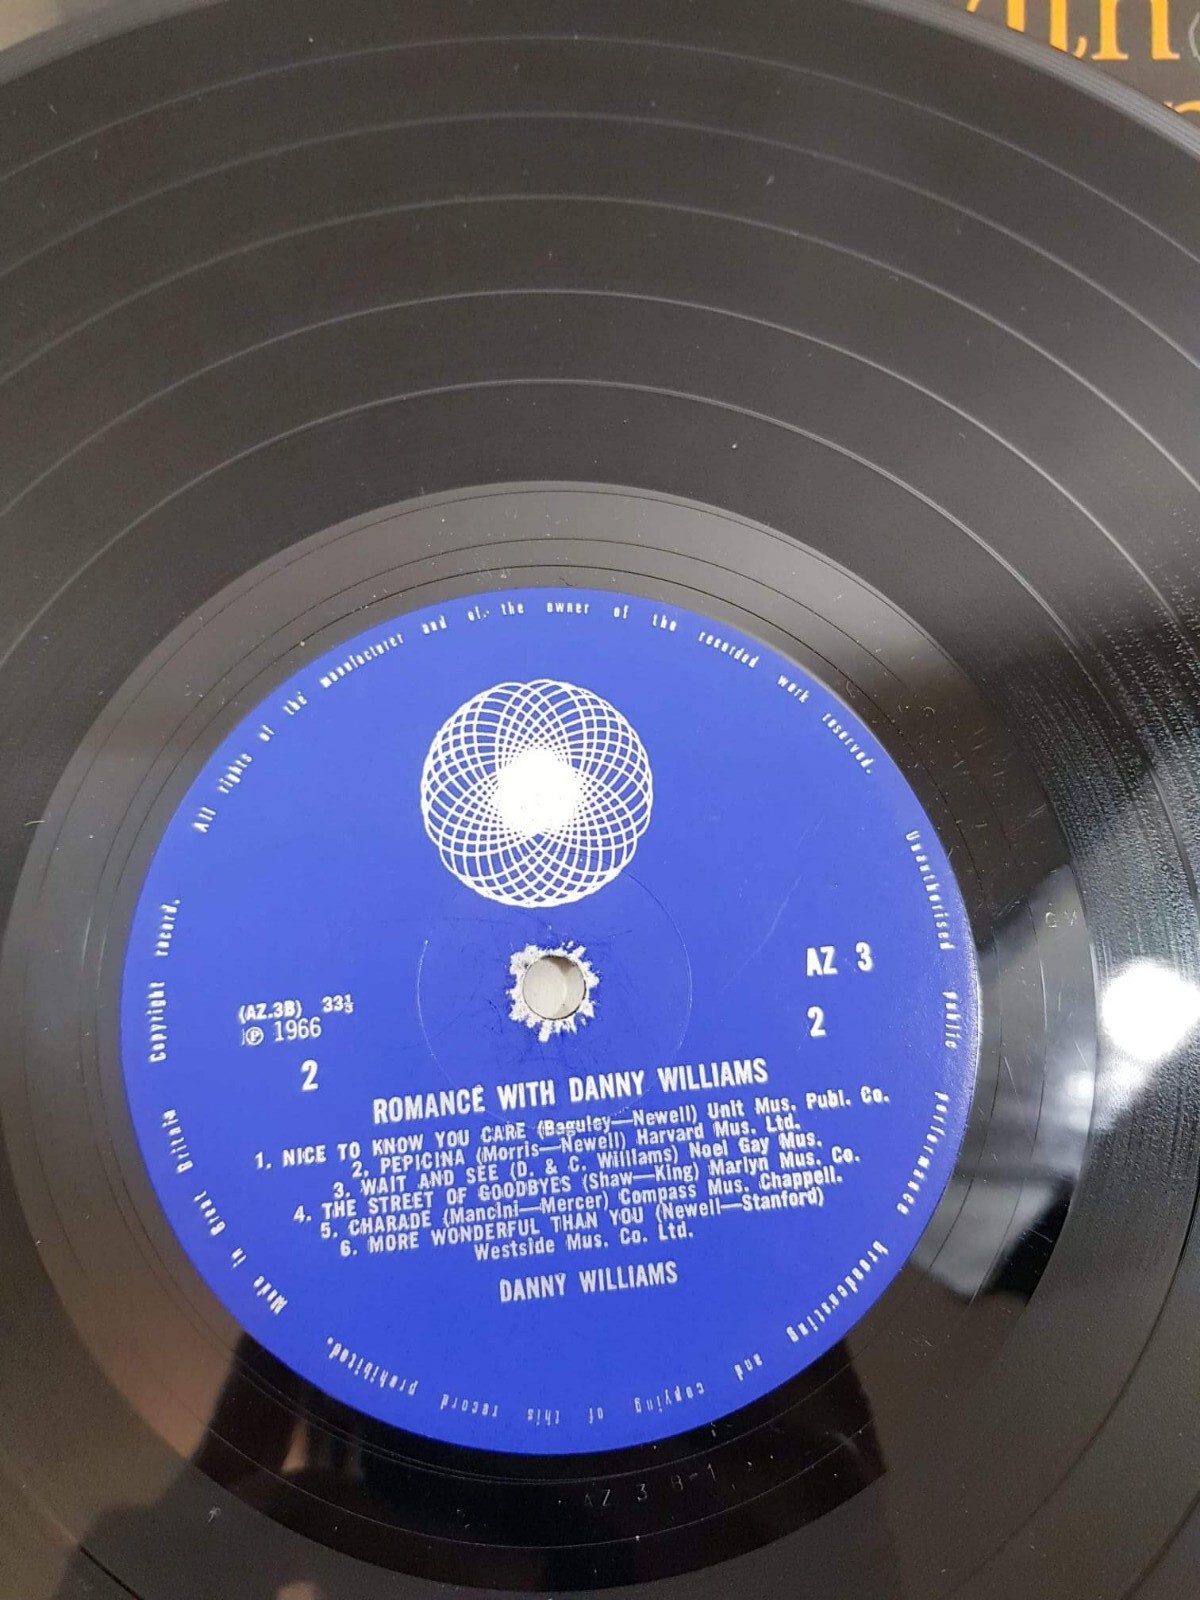 All rights of the manufacturer and of the owner of the recorded work reserved.
Unauthorised public performance broadcasting and copying of this record prohibited.
Made in Great Britain
Copyright record.
AZ 3
2
(AZ.3B) 33⅓
Ⓟ 1966
2
ROMANCE WITH DANNY WILLIAMS
1. NICE TO KNOW YOU CARE (Baguley—Newell) Unit Mus. Publ. Co.
2. PEPICINA (Morris—Newell) Harvard Mus. Ltd.
3. WAIT AND SEE (D. & C. Williams) Noel Gay Mus.
4. THE STREET OF GOODBYES (Shaw—King) Marlyn Mus. Co.
5. CHARADE (Mancini—Mercer) Compass Mus. Chappell.
6. MORE WONDERFUL THAN YOU (Newell—Stanford)
Westside Mus. Co. Ltd.
DANNY WILLIAMS
AZ 3 B-1